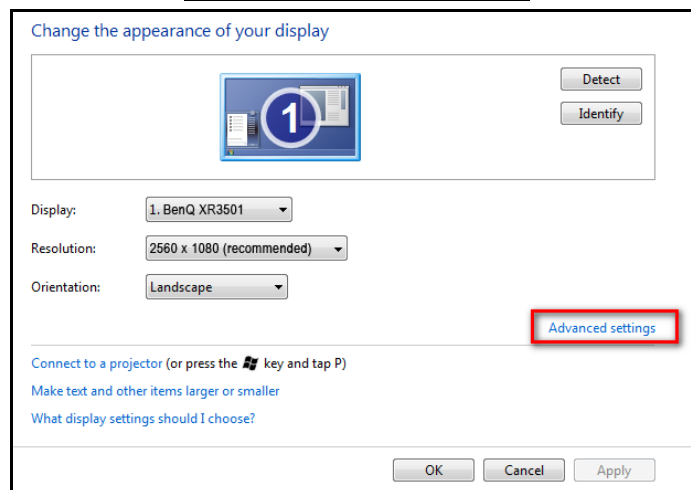 Change the appearance of your display
1
Detect
Identify
Display: 1. BenQ XR3501
Resolution: 2560 x 1080 (recommended)
Orientation: Landscape
Advanced settings
Connect to a projector (or press the key and tap P)
Make text and other items larger or smaller
What display settings should I choose?
OK Cancel Apply